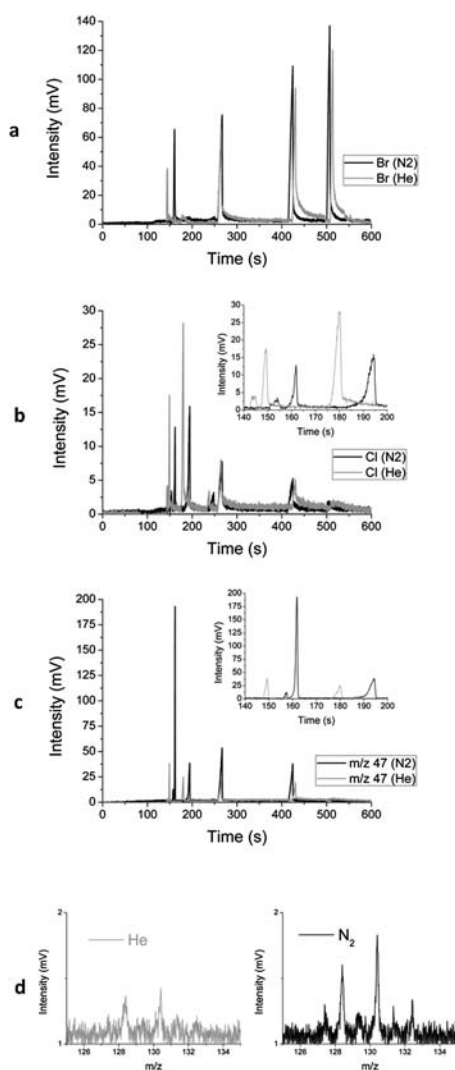 a
Intensity (mV)
140
120
100
80
60
40
20
0
Br (N2)
Br (He)
0 100 200 300 400 500 600
Time (s)
b
Intensity (mV)
30
25
20
15
10
5
0
Intensity (mV)
30
25
20
15
10
5
0
140 150 160 170 180 190 200
Time (s)
Cl (N2)
Cl (He)
0 100 200 300 400 500 600
Time (s)
c
Intensity (mV)
200
175
150
125
100
75
50
25
0
Intensity (mV)
200
175
150
125
100
75
50
25
0
140 150 160 170 180 190 200
Time (s)
m/z 47 (N2)
m/z 47 (He)
0 100 200 300 400 500 600
Time (s)
d
Intensity (mV)
2
1
He
126 128 130 132 134
m/z
Intensity (mV)
2
1
N2
126 128 130 132 134
m/z